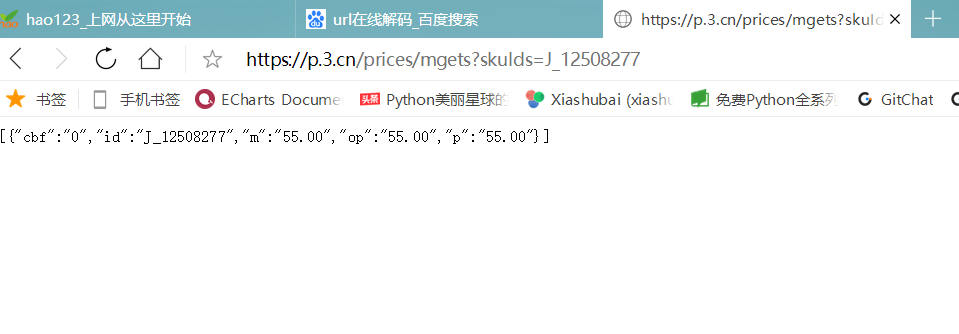 hao123_上网从这里开始
url在线解码_百度搜索
https://p.3.cn/prices/mgets?skuId
https://p.3.cn/prices/mgets?skuIds=J_12508277
书签
手机书签
ECharts Docume
头条
Python美丽星球的
Xiashubai (xiashu
免费Python全系列
GitChat
[{"cbf":"0","id":"J_12508277","m":"55.00","op":"55.00","p":"55.00"}]